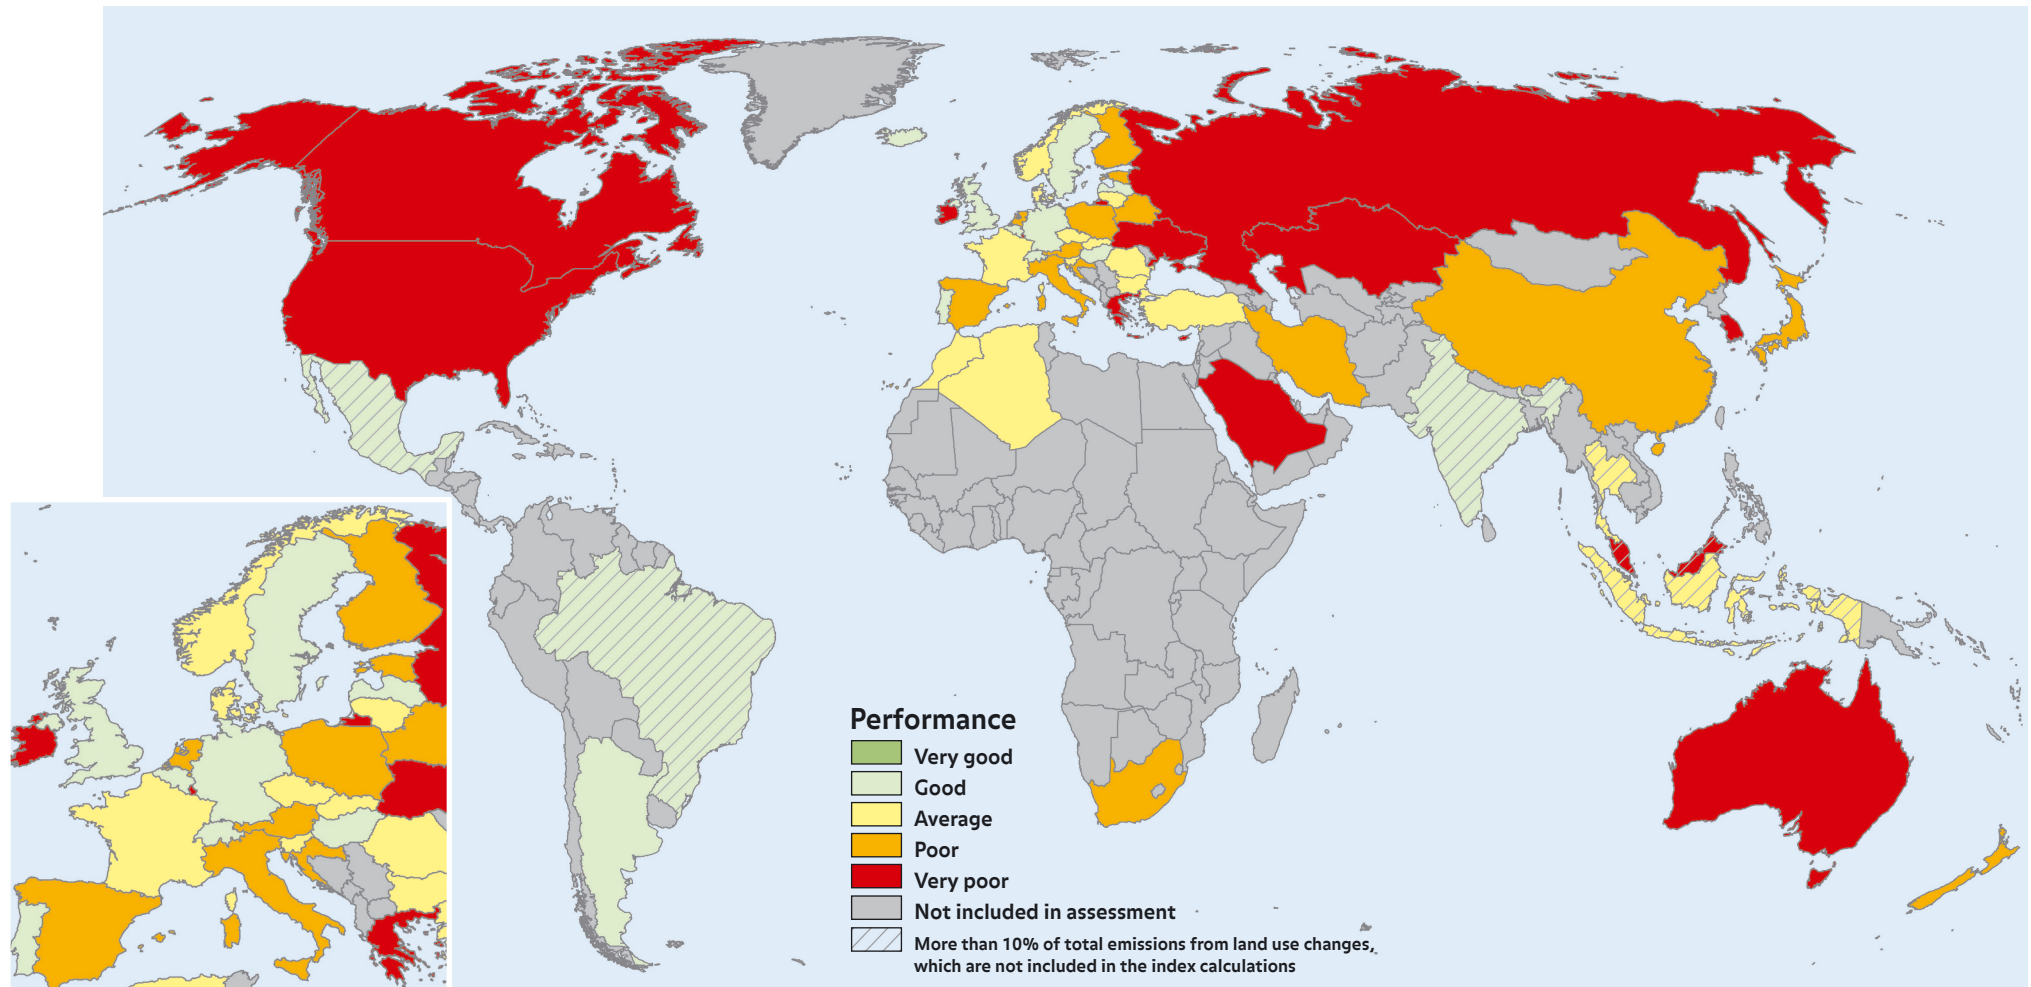 Performance
Very good
Good
Average
Poor
Very poor
Not included in assessment
More than 10% of total emissions from land use changes,
which are not included in the index calculations